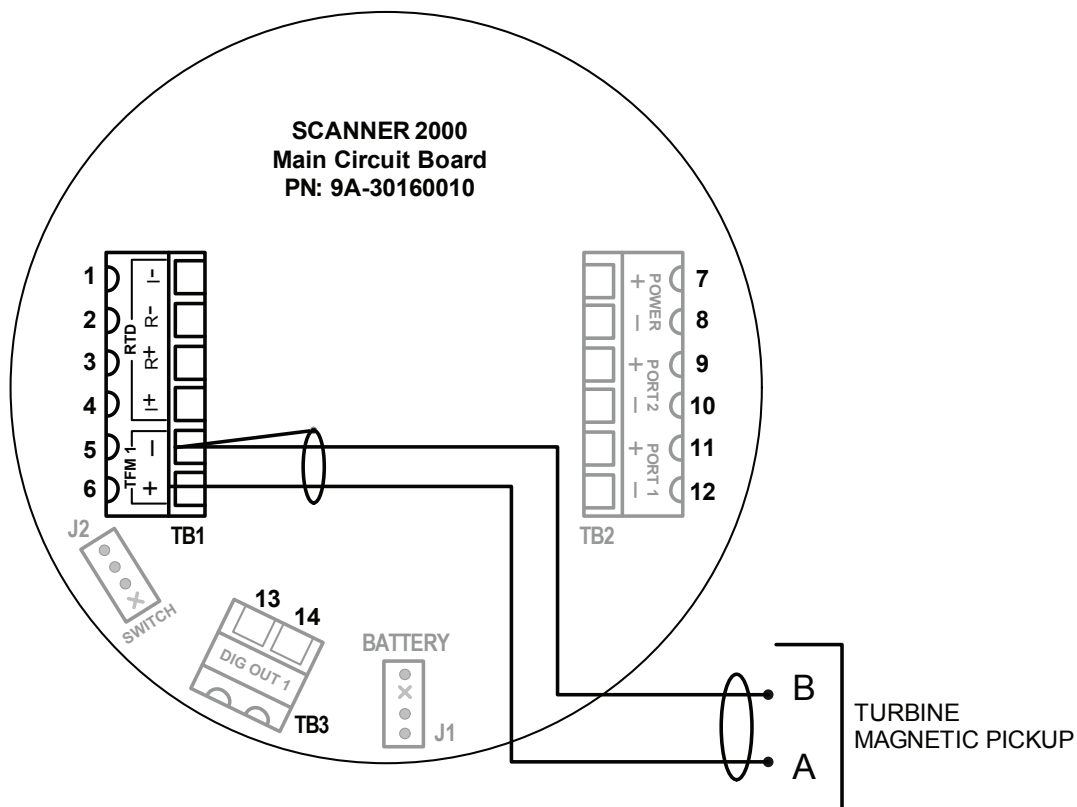 SCANNER 2000
Main Circuit Board
PN: 9A-30160010
1
2
3
4
5
6
I-
R-
R+
I+
RTD
−
+
TFM 1
TB1
+
−
POWER
+
−
PORT 2
+
−
PORT 1
7
8
9
10
11
12
TB2
J2
SWITCH
13
14
DIG OUT 1
TB3
BATTERY
J1
B
A
TURBINE
MAGNETIC PICKUP